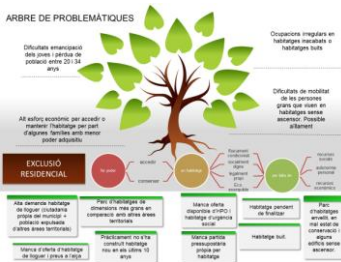 ARBRE DE PROBLEMÀTIQUES
Dificultats emancipació
dels joves i pèrdua de
població entre 20 i 34
anys
Ocupacions irregulars en
habitatges inacabats o
habitatges buits
Alt esforç econòmic per accedir o
mantenir l'habitatge per part
d'algunes famílies amb menor
poder adquisitiu
Dificultats de mobilitat
de les persones
grans que viuen en
habitatges sense
ascensor. Possible
aïllament
EXCLUSIÓ
RESIDENCIAL
accedir
conservar
Alta demanda habitatge
de lloguer (ciutadania
pròpia del municipi +
població expulsada
d'altres àrees territorials)
Parc d'habitatges de
dimensions més grans en
comparació amb altres àrees
territorials
Manca oferta
disponible d'HPO i
habitatge d'urgència
social
Habitatge pendent
de finalitzar
Parc
d'habitatges
envellit, en
mal estat de
conservació i
alguns
edificis sense
ascensor.
Manca d'oferta d'habitatge
de lloguer i preus a l'alça
Pràcticament no s'ha
construït habitatge
nou en els últims 10
anys
Manca partida
pressupostària
pròpia per
habitatge
Habitatge buit.